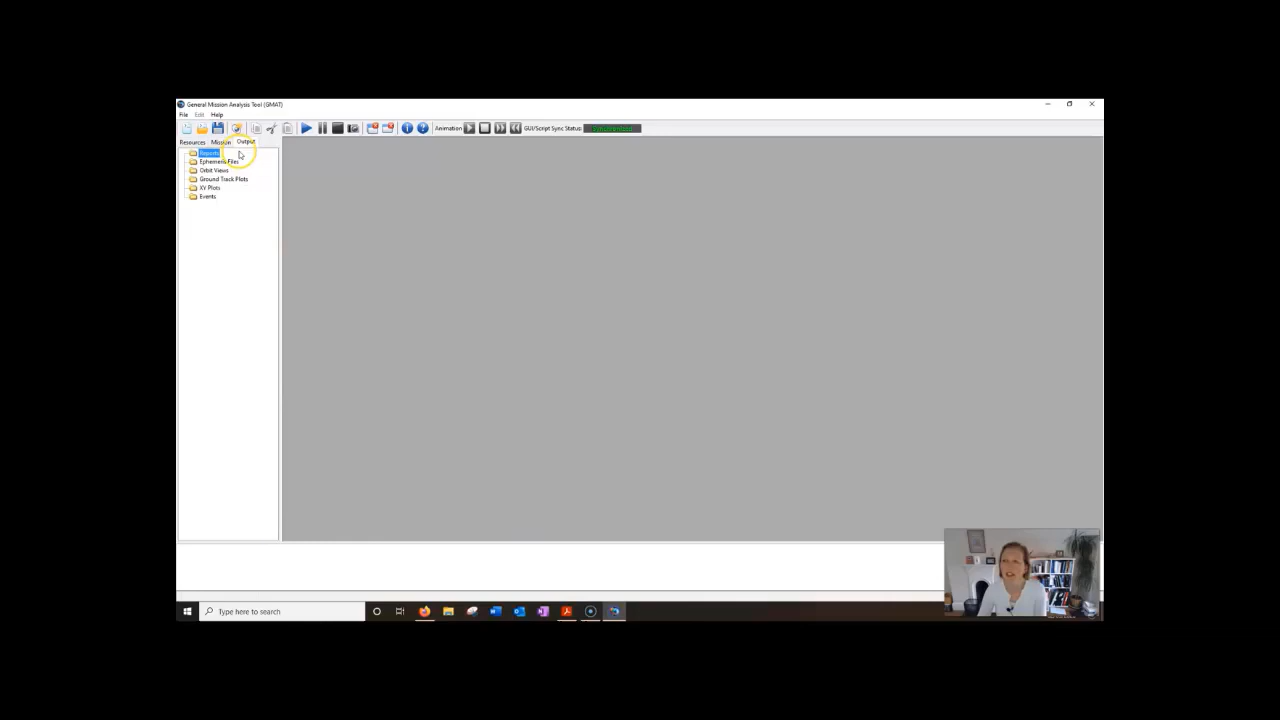 General Mission Analysis Tool (GMAT)
File Edit Help
Animation GUI/Script Sync Status:
Resources Mission Output
Reports
Ephemeris Files
Orbit Views
Ground Track Plots
XY Plots
Events
Type here to search